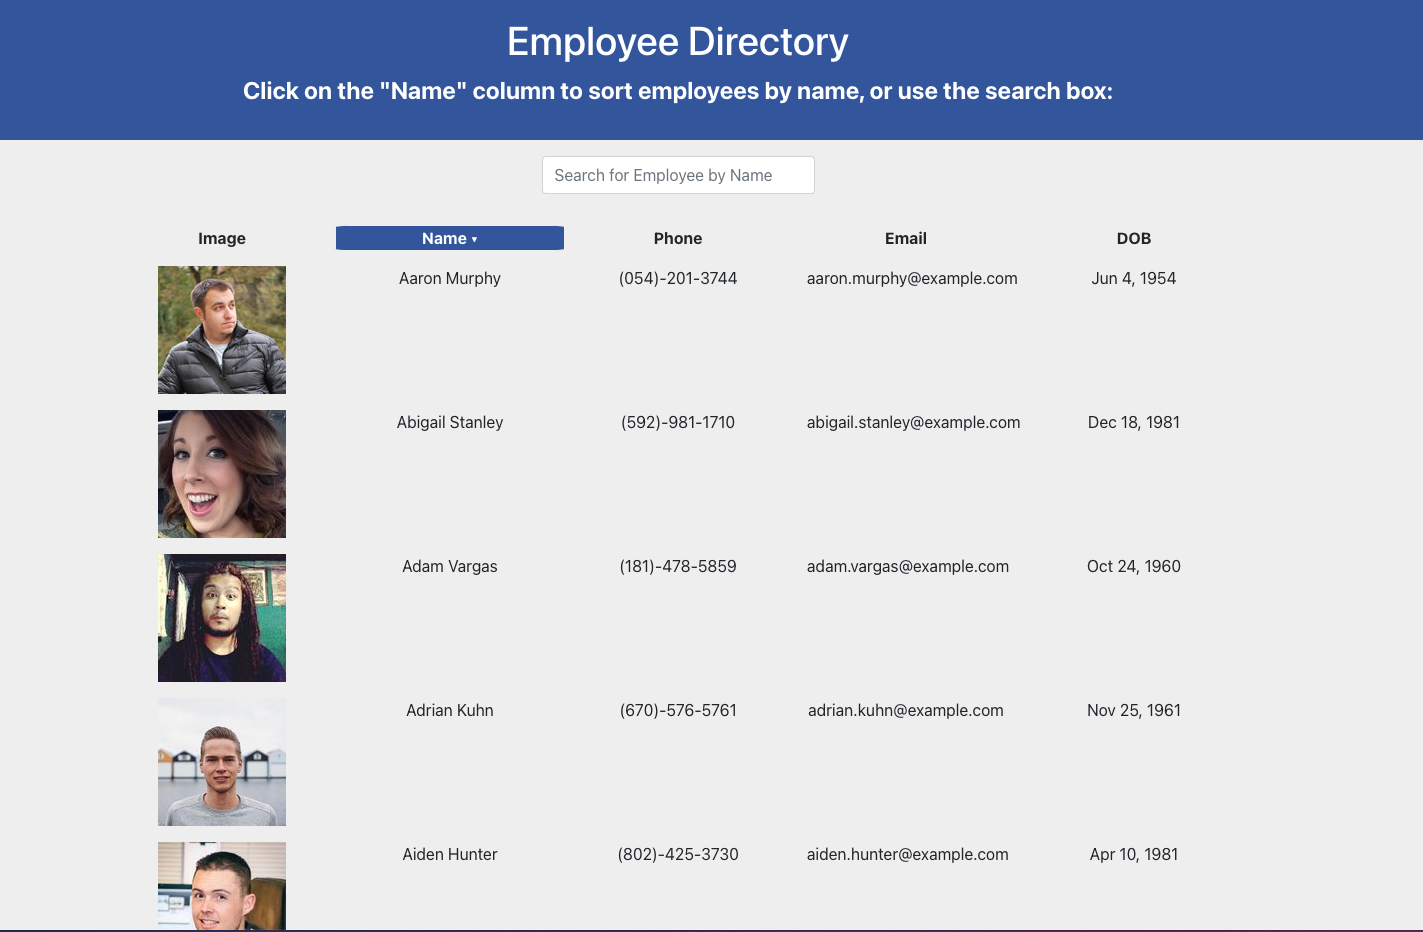 Employee Directory
Click on the "Name" column to sort employees by name, or use the search box:
Search for Employee by Name
Image Name ▾ Phone Email DOB
Aaron Murphy (054)-201-3744 aaron.murphy@example.com Jun 4, 1954
Abigail Stanley (592)-981-1710 abigail.stanley@example.com Dec 18, 1981
Adam Vargas (181)-478-5859 adam.vargas@example.com Oct 24, 1960
Adrian Kuhn (670)-576-5761 adrian.kuhn@example.com Nov 25, 1961
Aiden Hunter (802)-425-3730 aiden.hunter@example.com Apr 10, 1981